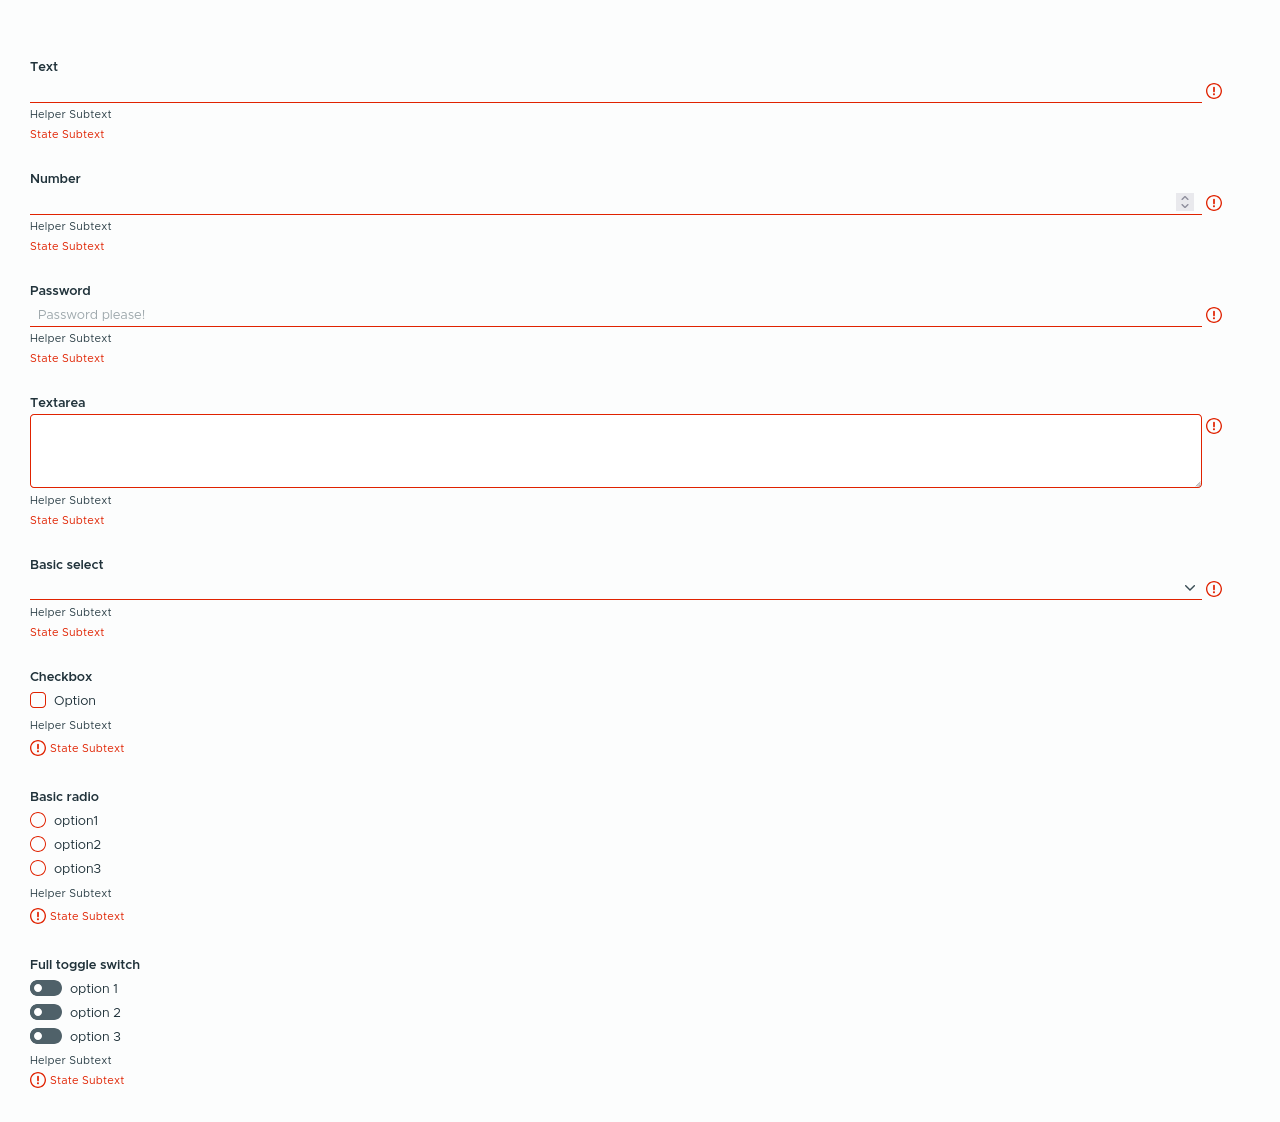 Text
Helper Subtext
State Subtext
Number
Helper Subtext
State Subtext
Password
Password please!
Helper Subtext
State Subtext
Textarea
Helper Subtext
State Subtext
Basic select
Helper Subtext
State Subtext
Checkbox
Option
Helper Subtext
State Subtext
Basic radio
option1
option2
option3
Helper Subtext
State Subtext
Full toggle switch
option 1
option 2
option 3
Helper Subtext
State Subtext